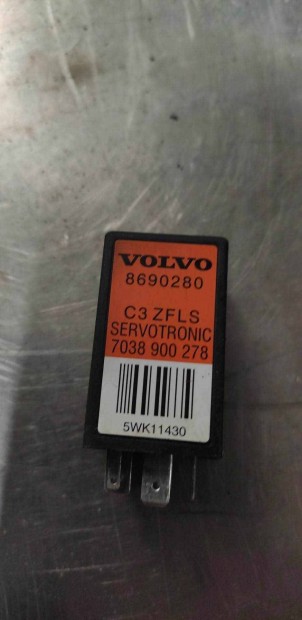 VOLVO
8690280
C3 ZFLS
SERVOTRONIC
7038 900 278
5WK11430